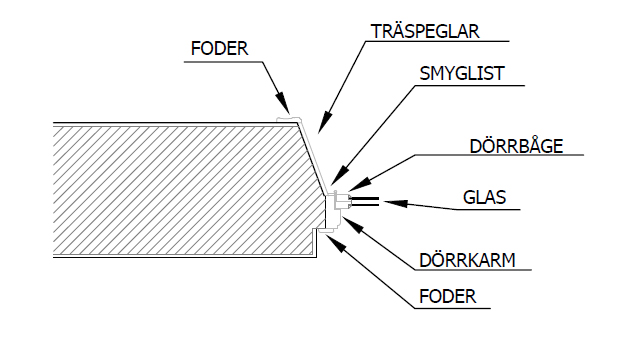 TRÄSPEGLAR
FODER
SMYGLIST
DÖRRBÅGE
GLAS
DÖRRKARM
FODER